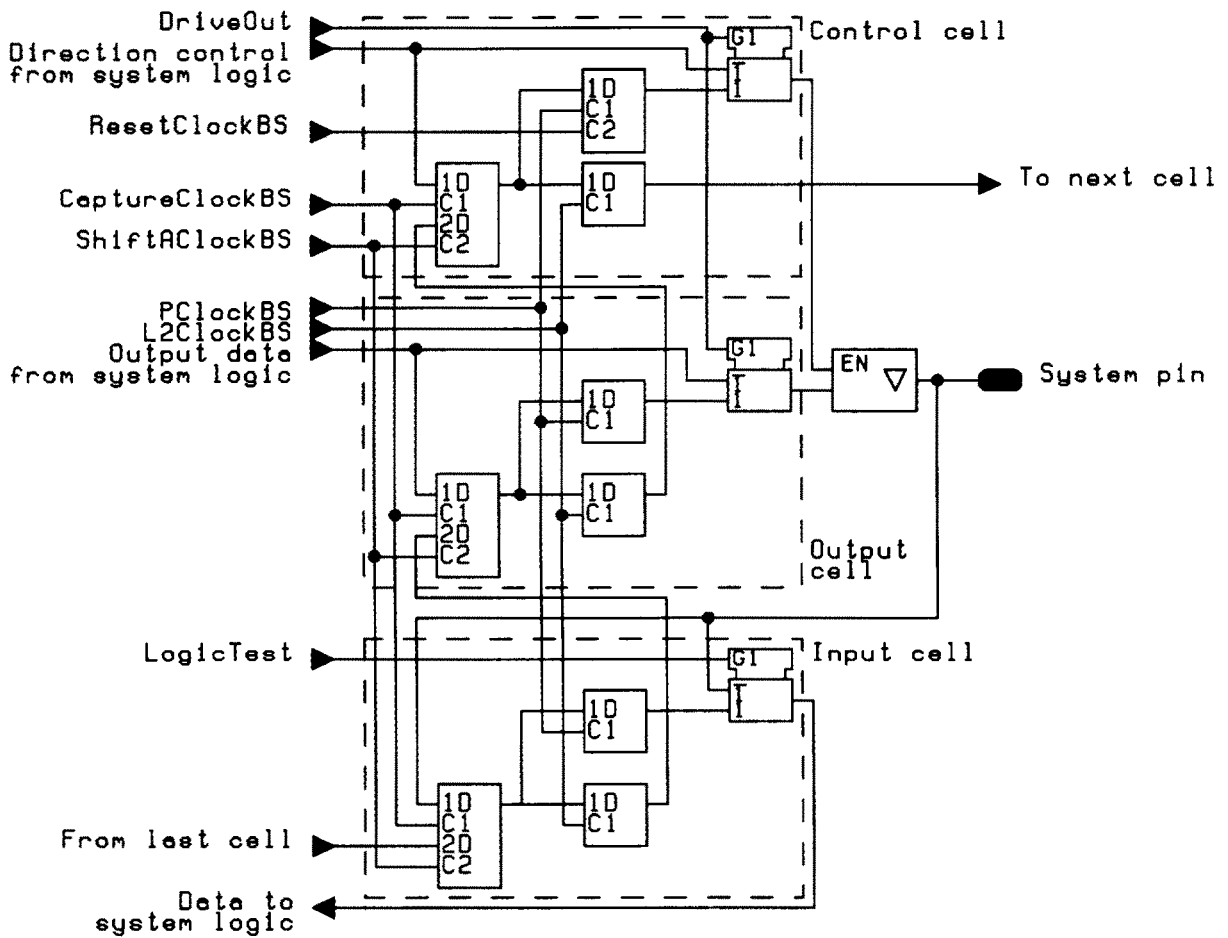 DriveOut
Direction control
from system logic
G1
Control cell
1
1
1D
C1
C2
ResetClockBS
1D
C1
2D
C2
1D
C1
To next cell
CaptureClockBS
ShiftAClockBS
PClockBS
L2ClockBS
Output data
from system logic
G1
1
1
EN
System pin
1D
C1
1D
C1
2D
C2
1D
C1
Output
cell
LogicTest
G1
Input cell
1
1
1D
C1
1D
C1
2D
C2
1D
C1
From last cell
Data to
system logic